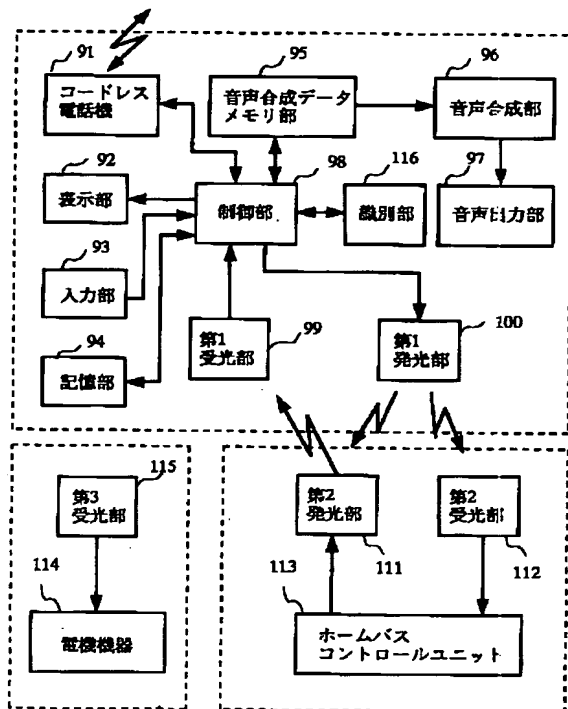 91
コードレス
電話機
95
音声合成データ
メモリ部
96
音声合成部
92
表示部
98
制御部
116
識別部
97
音声出力部
93
入力部
94
記憶部
第1
受光部
99
第1
発光部
100
115
第3
受光部
114
電機機器
第2
発光部
111
第2
受光部
112
113
ホームバス
コントロールユニット